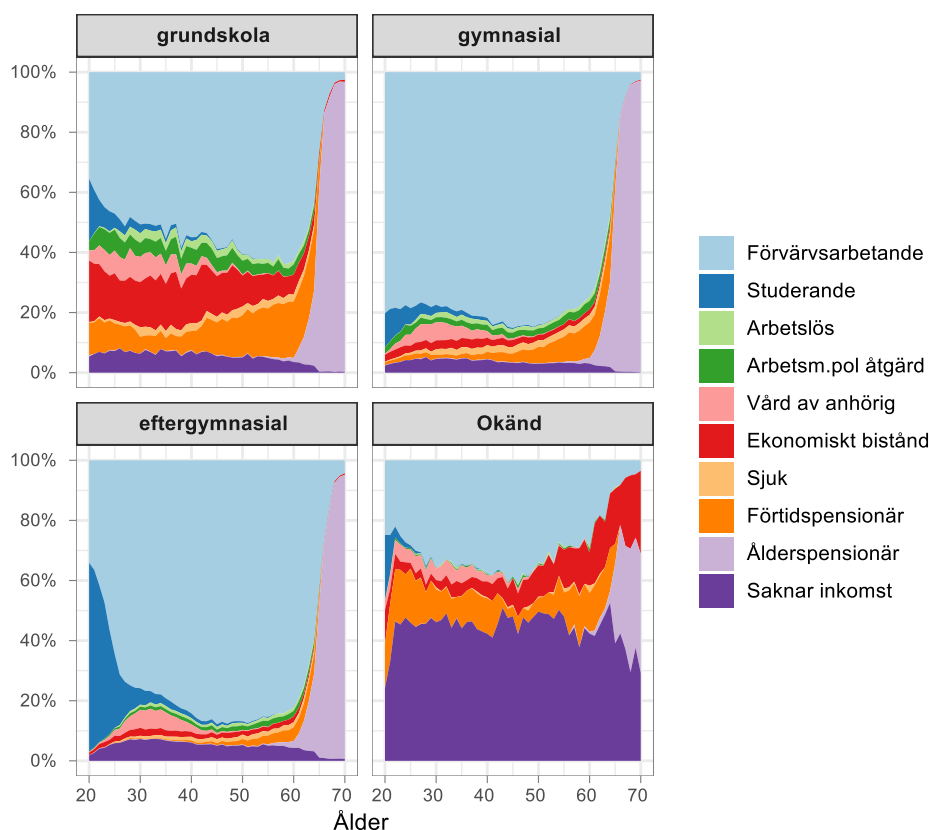 grundskola
gymnasial
100%
80%
60%
40%
20%
0%
eftergymnasial
Okänd
100%
80%
60%
40%
20%
0%
20 30 40 50 60 70 20 30 40 50 60 70
Ålder
Förvärvsarbetande
Studerande
Arbetslös
Arbetsm.pol åtgärd
Vård av anhörig
Ekonomiskt bistånd
Sjuk
Förtidspensionär
Ålderspensionär
Saknar inkomst